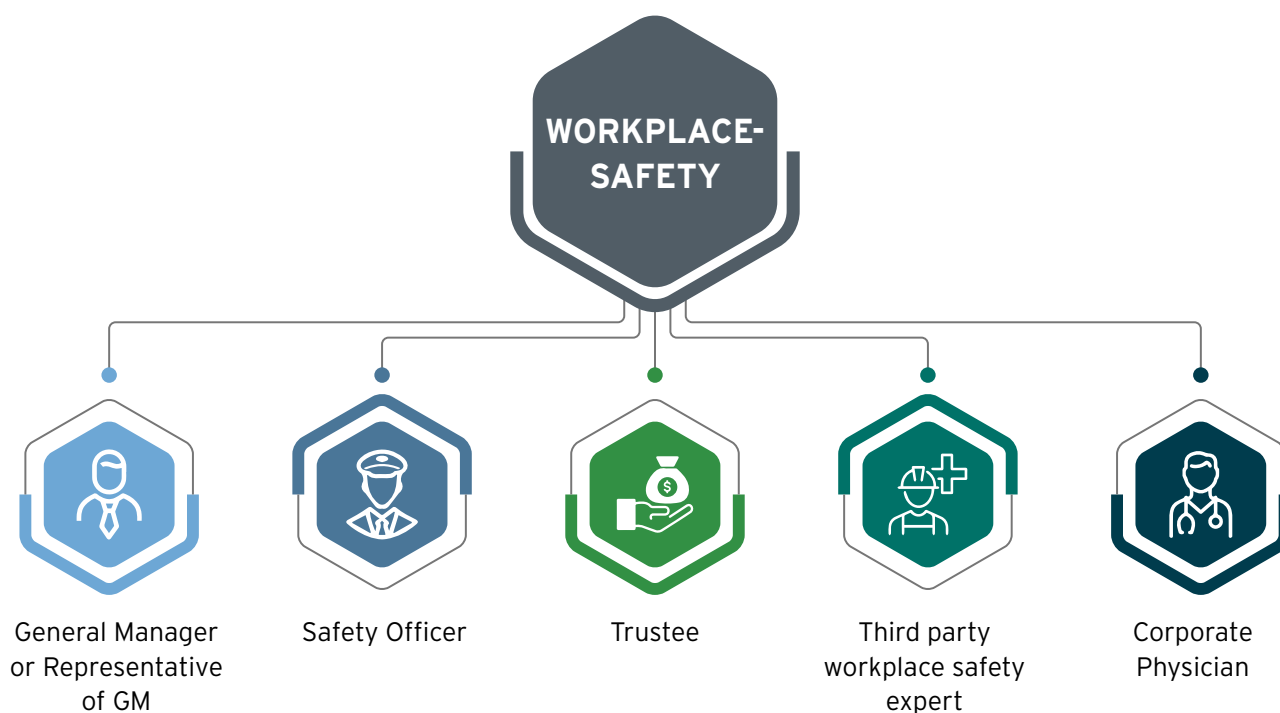 WORKPLACE-
SAFETY
General Manager
or Representative
of GM
Safety Officer
Trustee
Third party
workplace safety
expert
Corporate
Physician
$